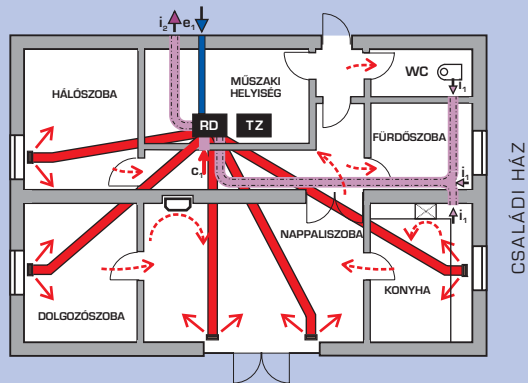 i2
e1
HÁLÓSZOBA
MŰSZAKI
HELYISÉG
WC
i1
RD
TZ
FÜRDŐSZOBA
c1
i1
i1
NAPPALISZOBA
DOLGOZÓSZOBA
KONYHA
CSALÁDI HÁZ